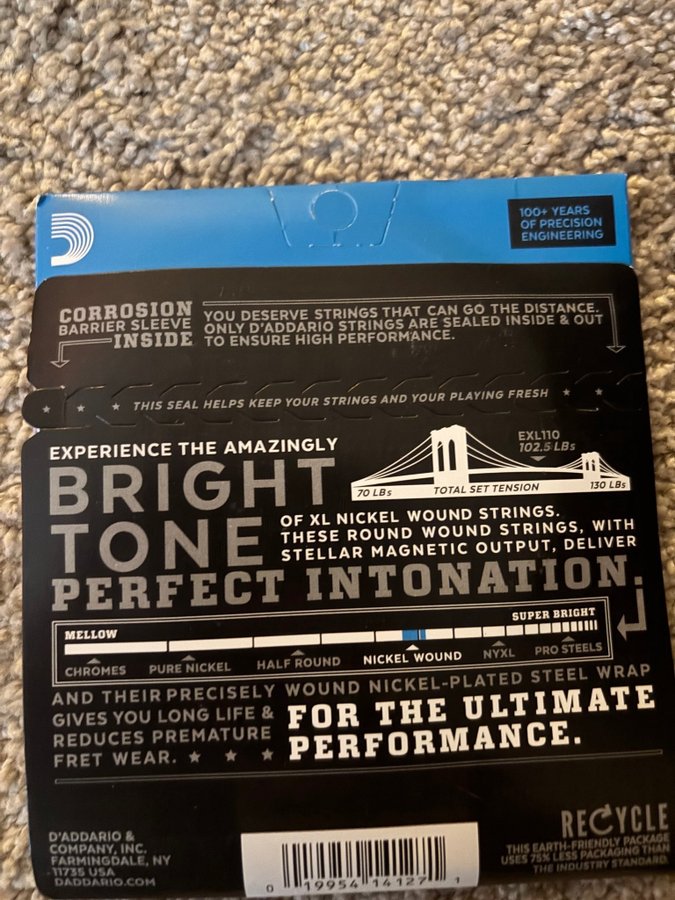 100+ YEARS
OF PRECISION
ENGINEERING
CORROSION
BARRIER SLEEVE
INSIDE
YOU DESERVE STRINGS THAT CAN GO THE DISTANCE.
ONLY D'ADDARIO STRINGS ARE SEALED INSIDE & OUT
TO ENSURE HIGH PERFORMANCE.
THIS SEAL HELPS KEEP YOUR STRINGS AND YOUR PLAYING FRESH
EXPERIENCE THE AMAZINGLY
BRIGHT
TONE
EXL110
102.5 LBs
70 LBs
TOTAL SET TENSION
130 LBs
OF XL NICKEL WOUND STRINGS.
THESE ROUND WOUND STRINGS, WITH
STELLAR MAGNETIC OUTPUT, DELIVER
PERFECT INTONATION.
MELLOW
SUPER BRIGHT
CHROMES
PURE NICKEL
HALF ROUND
NICKEL WOUND
NYXL
PRO STEELS
AND THEIR PRECISELY WOUND NICKEL-PLATED STEEL WRAP
GIVES YOU LONG LIFE &
REDUCES PREMATURE
FRET WEAR.
FOR THE ULTIMATE
PERFORMANCE.
D'ADDARIO &
COMPANY, INC.
FARMINGDALE, NY
11735 USA
DADDARIO.COM
0 19954 14127 1
RECYCLE
THIS EARTH-FRIENDLY PACKAGE
USES 75% LESS PACKAGING THAN
THE INDUSTRY STANDARD.